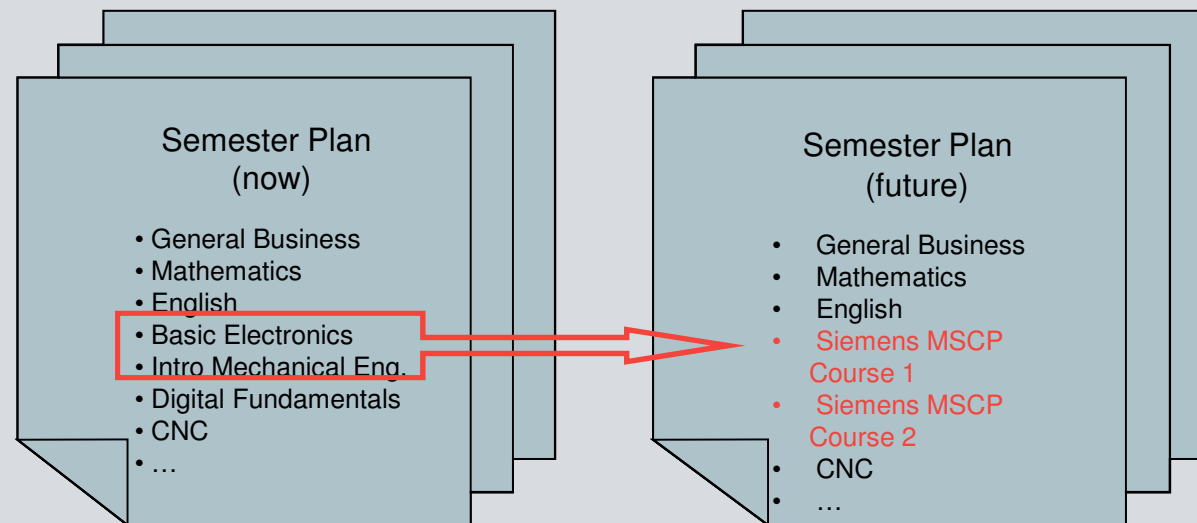 Semester Plan
(now)
• General Business
• Mathematics
• English
• Basic Electronics
• Intro Mechanical Eng.
• Digital Fundamentals
• CNC
• …
Semester Plan
(future)
• General Business
• Mathematics
• English
• Siemens MSCP
Course 1
• Siemens MSCP
Course 2
• CNC
• …